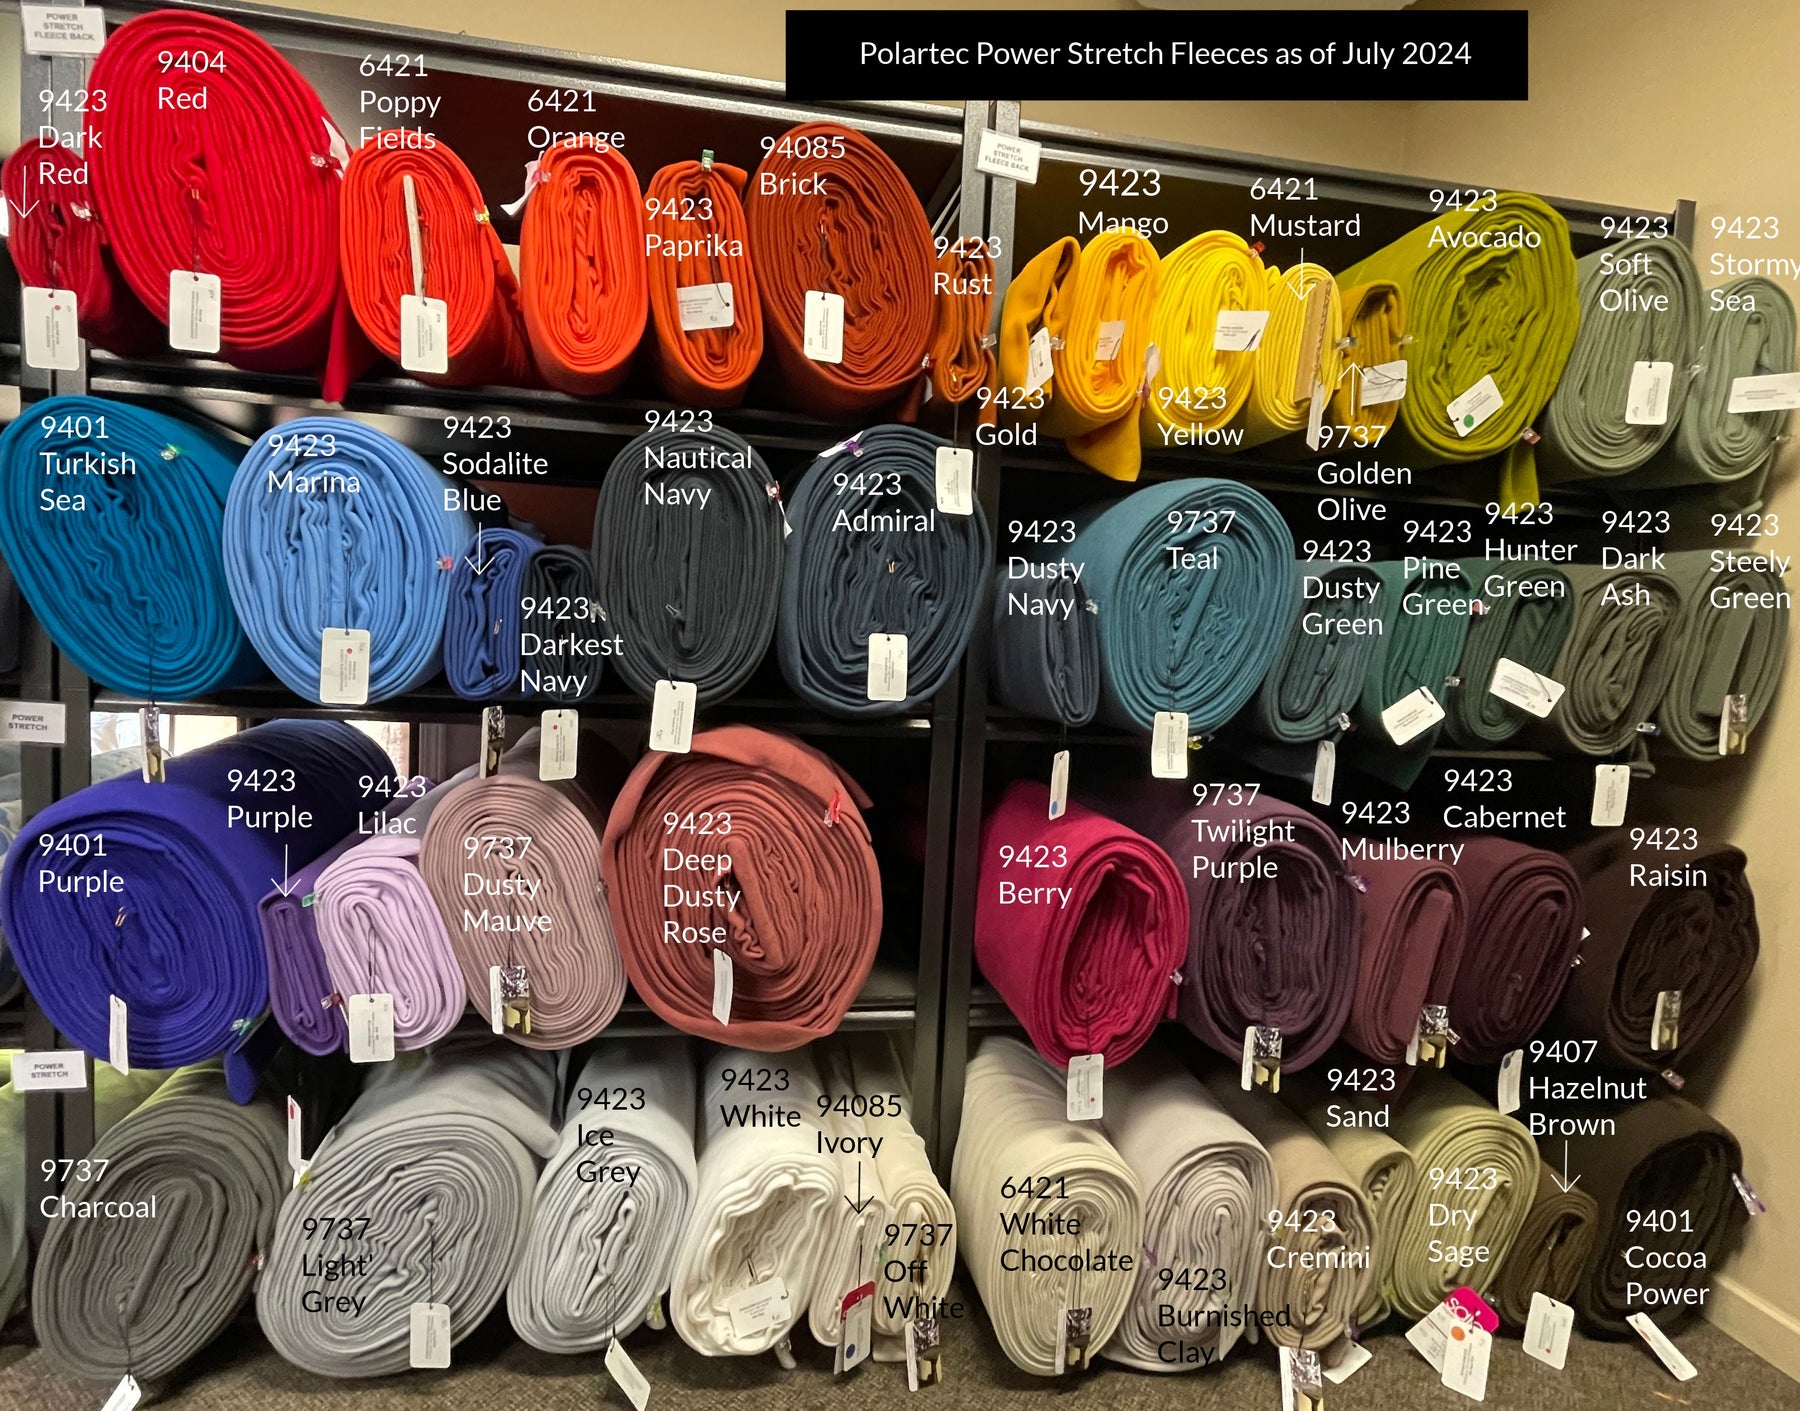 Polartec Power Stretch Fleeces as of July 2024
POWER
STRETCH
FLEECE BACK
9423
Dark
Red
9404
Red
6421
Poppy
Fields
6421
Orange
9423
Paprika
94085
Brick
9423
Rust
POWER
STRETCH
FLEECE BACK
9423
Gold
9423
Mango
9423
Yellow
6421
Mustard
9737
Golden
Olive
9423
Avocado
9423
Soft
Olive
9423
Stormy
Sea
9401
Turkish
Sea
9423
Marina
9423
Sodalite
Blue
9423
Darkest
Navy
9423
Nautical
Navy
9423
Admiral
9423
Dusty
Navy
9737
Teal
9423
Dusty
Green
9423
Pine
Green
9423
Hunter
Green
9423
Dark
Ash
9423
Steely
Green
POWER
STRETCH
9401
Purple
9423
Purple
9423
Lilac
9737
Dusty
Mauve
9423
Deep
Dusty
Rose
9423
Berry
9737
Twilight
Purple
9423
Mulberry
9423
Cabernet
9423
Raisin
POWER
STRETCH
9737
Charcoal
9737
Light'
Grey
9423
Ice
Grey
9423
White
94085
Ivory
9737
Off
White
6421
White
Chocolate
9423
Burnished
Clay
9423
Cremini
9423
Sand
9423
Dry
Sage
9407
Hazelnut
Brown
9401
Cocoa
Power